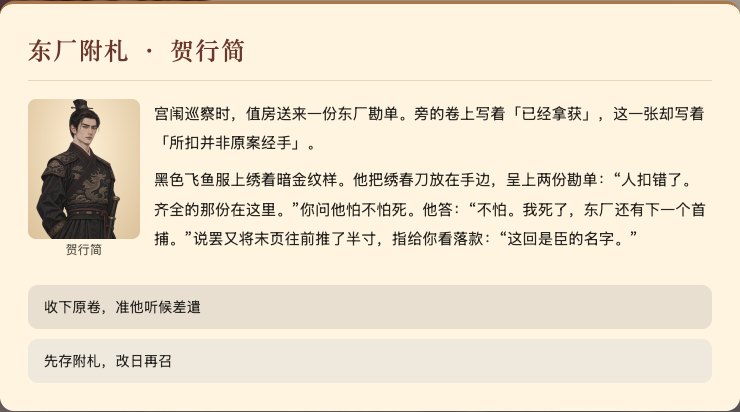 东厂附札 · 贺行简
宫闱巡察时，值房送来一份东厂勘单。旁的卷上写着「已经拿获」，这一张却写着
「所扣并非原案经手」。
黑色飞鱼服上绣着暗金纹样。他把绣春刀放在手边，呈上两份勘单：“人扣错了。
齐全的那份在这里。”你问他怕不怕死。他答：“不怕。我死了，东厂还有下一个首
捕。”说罢又将末页往前推了半寸，指给你看落款：“这回是臣的名字。”
贺行简
收下原卷，准他听候差遣
先存附札，改日再召